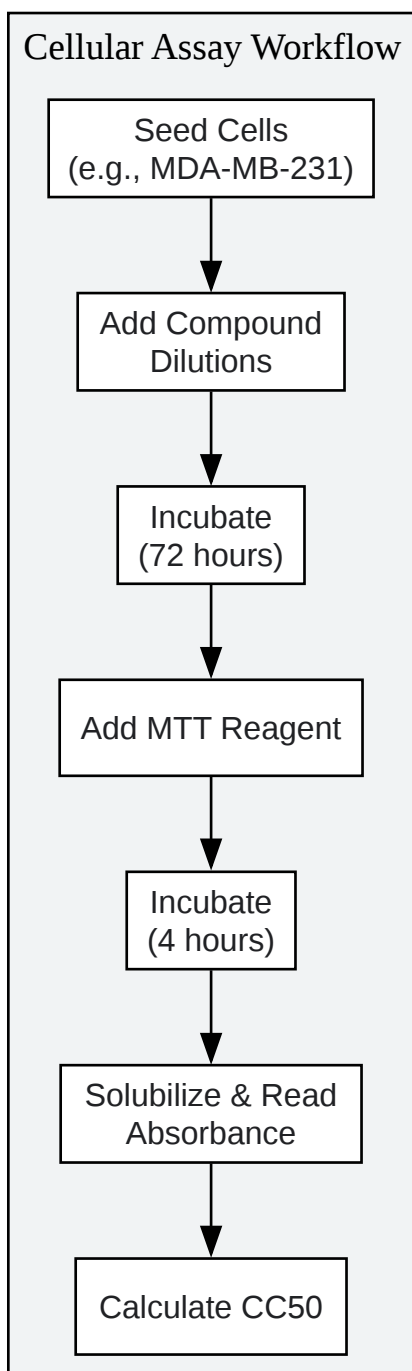 Cellular Assay Workflow
Seed Cells
(e.g., MDA-MB-231)
Add Compound
Dilutions
Incubate
(72 hours)
Add MTT Reagent
Incubate
(4 hours)
Solubilize & Read
Absorbance
Calculate CC50